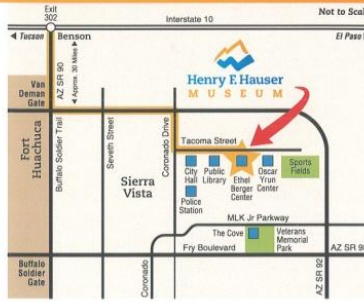 Exit
302
Interstate 10
Not to Scal
Tucson
Benson
El Paso
AZ SR 90
Approx. 30 Miles
Henry F. Hauser
MUSEUM
Van
Deman
Gate
Fort
Huachuca
Buffalo Soldier Trail
Seventh Street
Coronado Drive
Tacoma Street
Sierra
Vista
City
Hall
Public
Library
Ethel
Berger
Center
Oscar
Yrun
Center
Sports
Fields
Police
Station
MLK Jr Parkway
The Cove
Veterans
Memorial
Park
Fry Boulevard
AZ SR 9
Buffalo
Soldier
Gate
Coronado
AZ SR 92